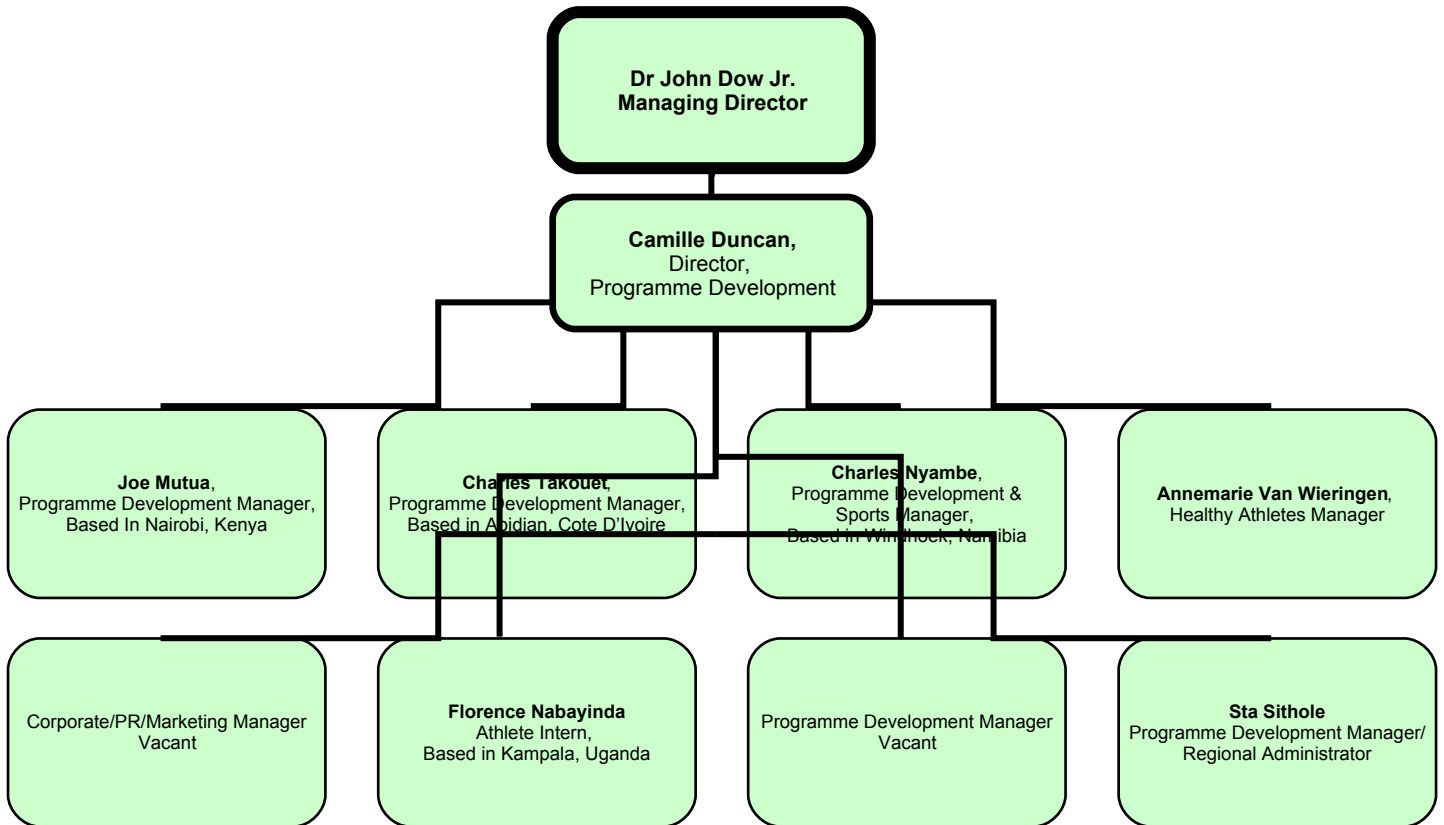 Dr John Dow Jr.
Managing Director
Camille Duncan,
Director,
Programme Development
Joe Mutua,
Programme Development Manager,
Based In Nairobi, Kenya
Charles Takouet,
Programme Development Manager,
Based in Abidian, Cote D'Ivoire
Charles Nyambe,
Programme Development &
Sports Manager,
Based in Windhoek, Namibia
Annemarie Van Wieringen,
Healthy Athletes Manager
Corporate/PR/Marketing Manager
Vacant
Florence Nabayinda
Athlete Intern,
Based in Kampala, Uganda
Programme Development Manager
Vacant
Sta Sithole
Programme Development Manager/
Regional Administrator